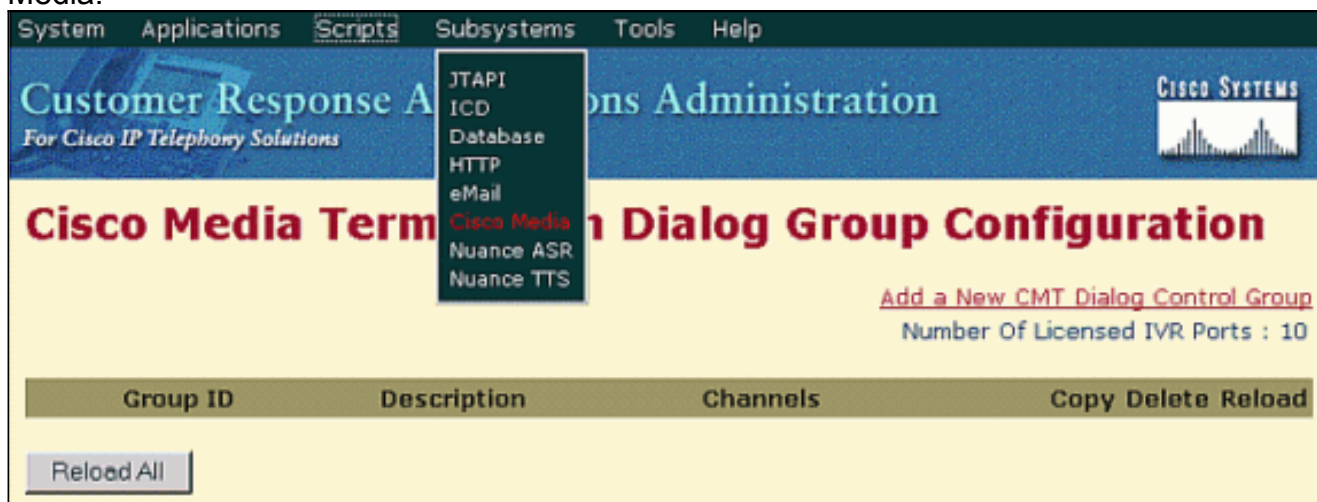 Media.
System Applications Scripts Subsystems Tools Help
Customer Resp onse A ons Administration
For Cisco IP Telephony Solutions
CISCO SYSTEMS
JTAPI
ICD
Database
HTTP
eMail
Cisco Media
Nuance ASR
Nuance TTS
Cisco Media Term n Dialog Group Configuration
Add a New CMT Dialog Control Group
Number Of Licensed IVR Ports : 10
Group ID Description Channels Copy Delete Reload
Reload All